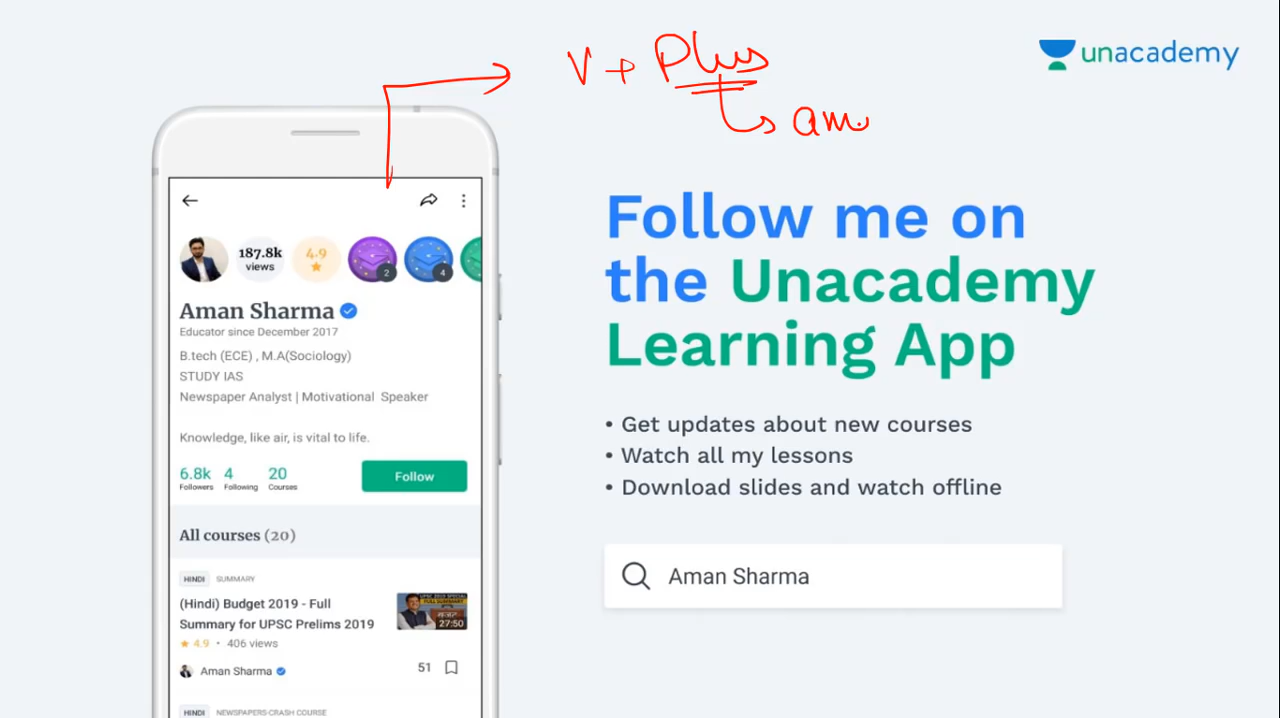 V + Plus
am.
unacademy
187.8k
views
4.9
2
4
Aman Sharma
Educator since December 2017
B.tech (ECE) , M.A(Sociology)
STUDY IAS
Newspaper Analyst | Motivational Speaker
Knowledge, like air, is vital to life.
6.8k 4 20
Followers Following Courses
Follow
All courses (20)
HINDI SUMMARY
(Hindi) Budget 2019 - Full
Summary for UPSC Prelims 2019
4.9 • 406 views
27:50
Aman Sharma
51
HINDI NEWSPAPERS-CRASH COURSE
Follow me on
the Unacademy
Learning App
• Get updates about new courses
• Watch all my lessons
• Download slides and watch offline
Aman Sharma